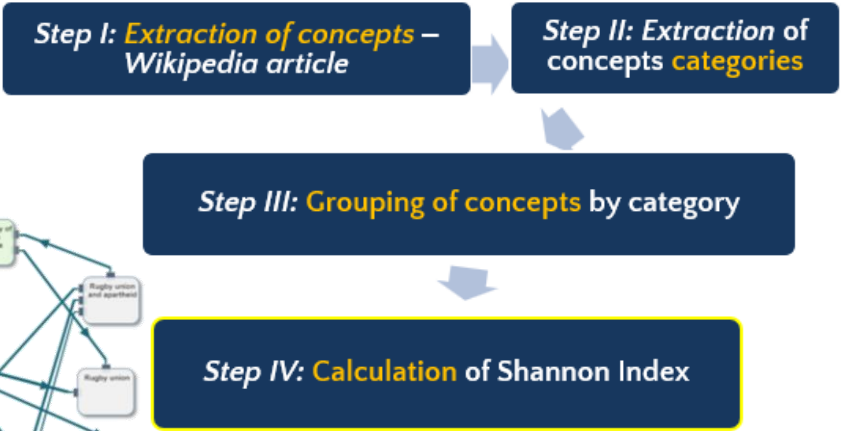 Step I: Extraction of concepts –
Wikipedia article
Step II: Extraction of
concepts categories
Step III: Grouping of concepts by category
Rugby union
and apartheid
Step IV: Calculation of Shannon Index
Rugby union